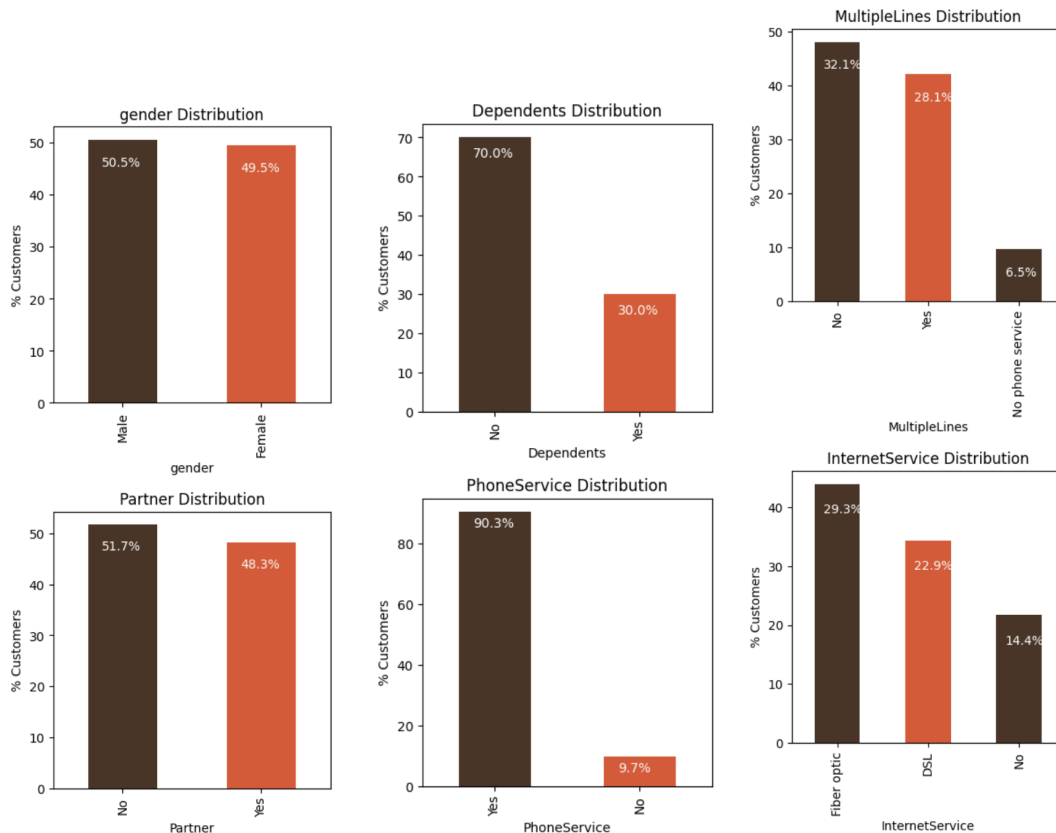 gender Distribution
% Customers
50
40
30
20
10
0
50.5%
49.5%
Male
Female
gender
Dependents Distribution
% Customers
70
60
50
40
30
20
10
0
70.0%
30.0%
No
Yes
Dependents
MultipleLines Distribution
% Customers
50
40
30
20
10
0
32.1%
28.1%
6.5%
No
Yes
No phone service
MultipleLines
Partner Distribution
% Customers
50
40
30
20
10
0
51.7%
48.3%
No
Yes
Partner
PhoneService Distribution
% Customers
80
60
40
20
0
90.3%
9.7%
Yes
No
PhoneService
InternetService Distribution
% Customers
40
30
20
10
0
29.3%
22.9%
14.4%
Fiber optic
DSL
No
InternetService